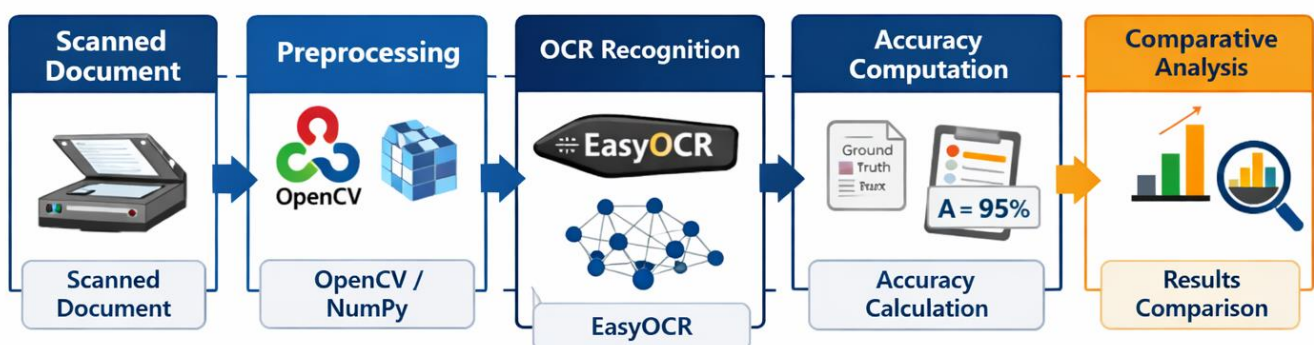 Scanned
Document
Preprocessing
OCR Recognition
Accuracy
Computation
Comparative
Analysis
OpenCV
EasyOCR
Ground
Truth
A = 95%
Scanned
Document
OpenCV /
NumPy
EasyOCR
Accuracy
Calculation
Results
Comparison